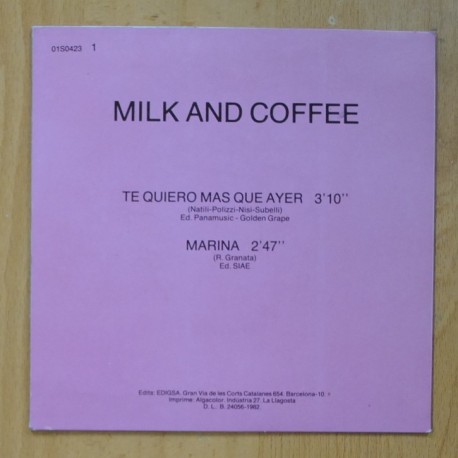 01S0423 1
MILK AND COFFEE
TE QUIERO MAS QUE AYER 3'10''
(Natili-Polizzi-Nisi-Subelli)
Ed. Panamusic - Golden Grape
MARINA 2'47''
(R. Granata)
Ed. SIAE
Edita: EDIGSA. Gran Via de les Corts Catalanes 654. Barcelona-10.
Imprime: Algacolor. Indústria 27. La Llagosta
D. L.: B. 24056-1982